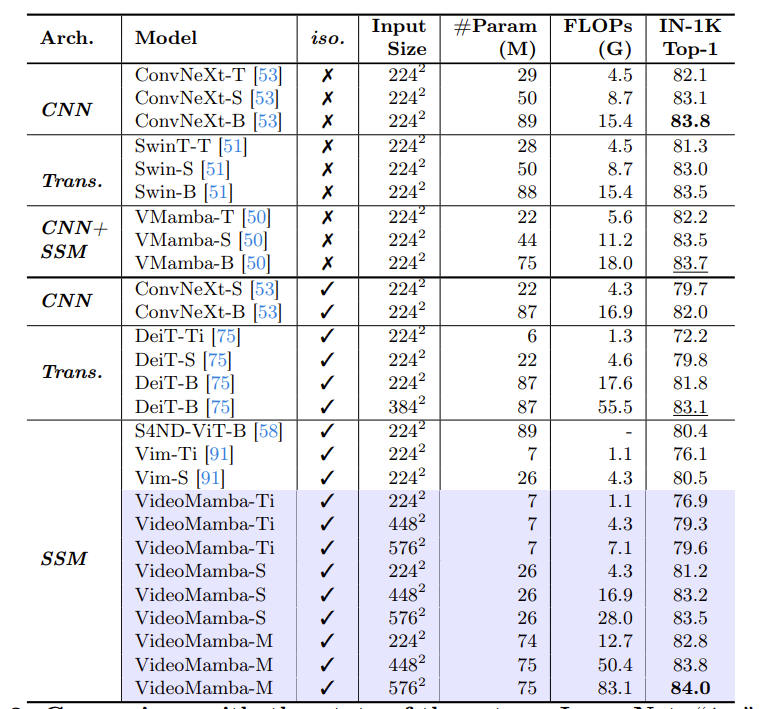 Arch. Model iso. Input Size #Param (M) FLOPs (G) IN-1K Top-1
CNN
ConvNeXt-T [53] ✗ 224² 29 4.5 82.1
ConvNeXt-S [53] ✗ 224² 50 8.7 83.1
ConvNeXt-B [53] ✗ 224² 89 15.4 83.8
Trans.
SwinT-T [51] ✗ 224² 28 4.5 81.3
Swin-S [51] ✗ 224² 50 8.7 83.0
Swin-B [51] ✗ 224² 88 15.4 83.5
CNN+
SSM
VMamba-T [50] ✗ 224² 22 5.6 82.2
VMamba-S [50] ✗ 224² 44 11.2 83.5
VMamba-B [50] ✗ 224² 75 18.0 83.7
CNN
ConvNeXt-S [53] ✓ 224² 22 4.3 79.7
ConvNeXt-B [53] ✓ 224² 87 16.9 82.0
Trans.
DeiT-Ti [75] ✓ 224² 6 1.3 72.2
DeiT-S [75] ✓ 224² 22 4.6 79.8
DeiT-B [75] ✓ 224² 87 17.6 81.8
DeiT-B [75] ✓ 384² 87 55.5 83.1
SSM
S4ND-ViT-B [58] ✓ 224² 89 - 80.4
Vim-Ti [91] ✓ 224² 7 1.1 76.1
Vim-S [91] ✓ 224² 26 4.3 80.5
VideoMamba-Ti ✓ 224² 7 1.1 76.9
VideoMamba-Ti ✓ 448² 7 4.3 79.3
VideoMamba-Ti ✓ 576² 7 7.1 79.6
VideoMamba-S ✓ 224² 26 4.3 81.2
VideoMamba-S ✓ 448² 26 16.9 83.2
VideoMamba-S ✓ 576² 26 28.0 83.5
VideoMamba-M ✓ 224² 74 12.7 82.8
VideoMamba-M ✓ 448² 75 50.4 83.8
VideoMamba-M ✓ 576² 75 83.1 84.0